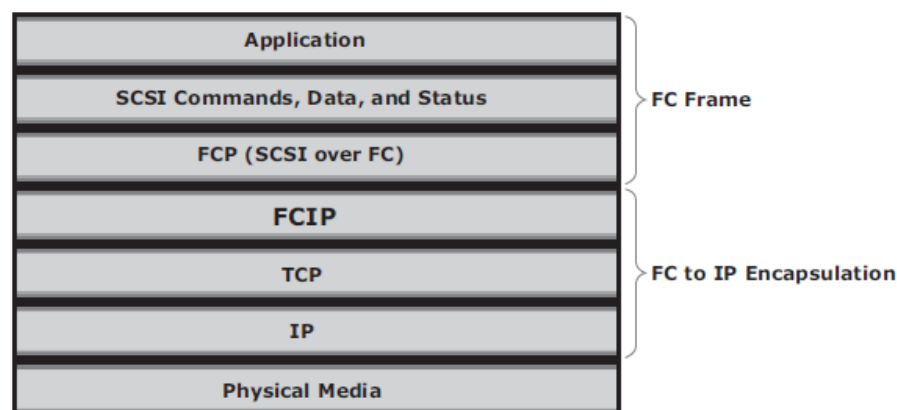 Application
SCSI Commands, Data, and Status
FC Frame
FCP (SCSI over FC)
FCIP
TCP
FC to IP Encapsulation
IP
Physical Media